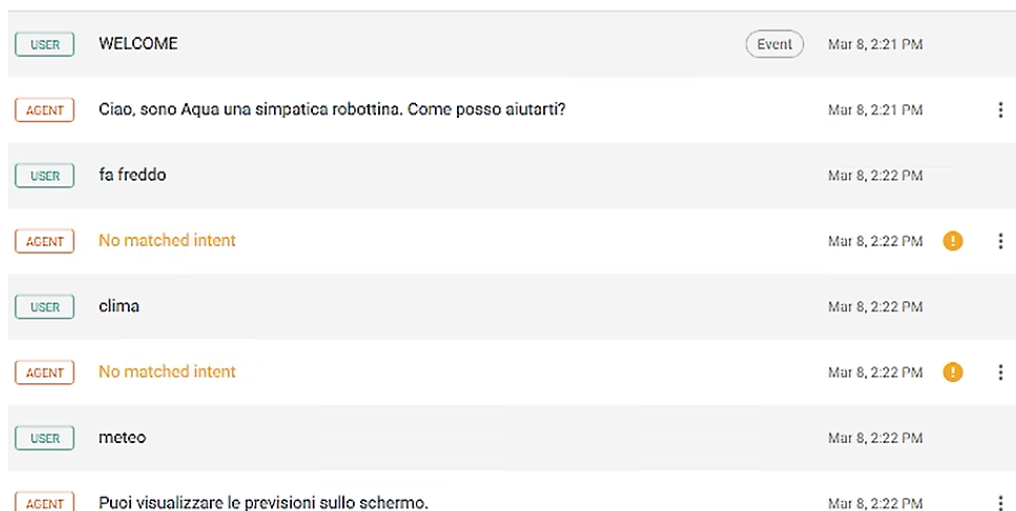 USER WELCOME Event Mar 8, 2:21 PM
AGENT Ciao, sono Aqua una simpatica robottina. Come posso aiutarti? Mar 8, 2:21 PM
USER fa freddo Mar 8, 2:22 PM
AGENT No matched intent Mar 8, 2:22 PM
USER clima Mar 8, 2:22 PM
AGENT No matched intent Mar 8, 2:22 PM
USER meteo Mar 8, 2:22 PM
AGENT Puoi visualizzare le previsioni sullo schermo. Mar 8, 2:22 PM